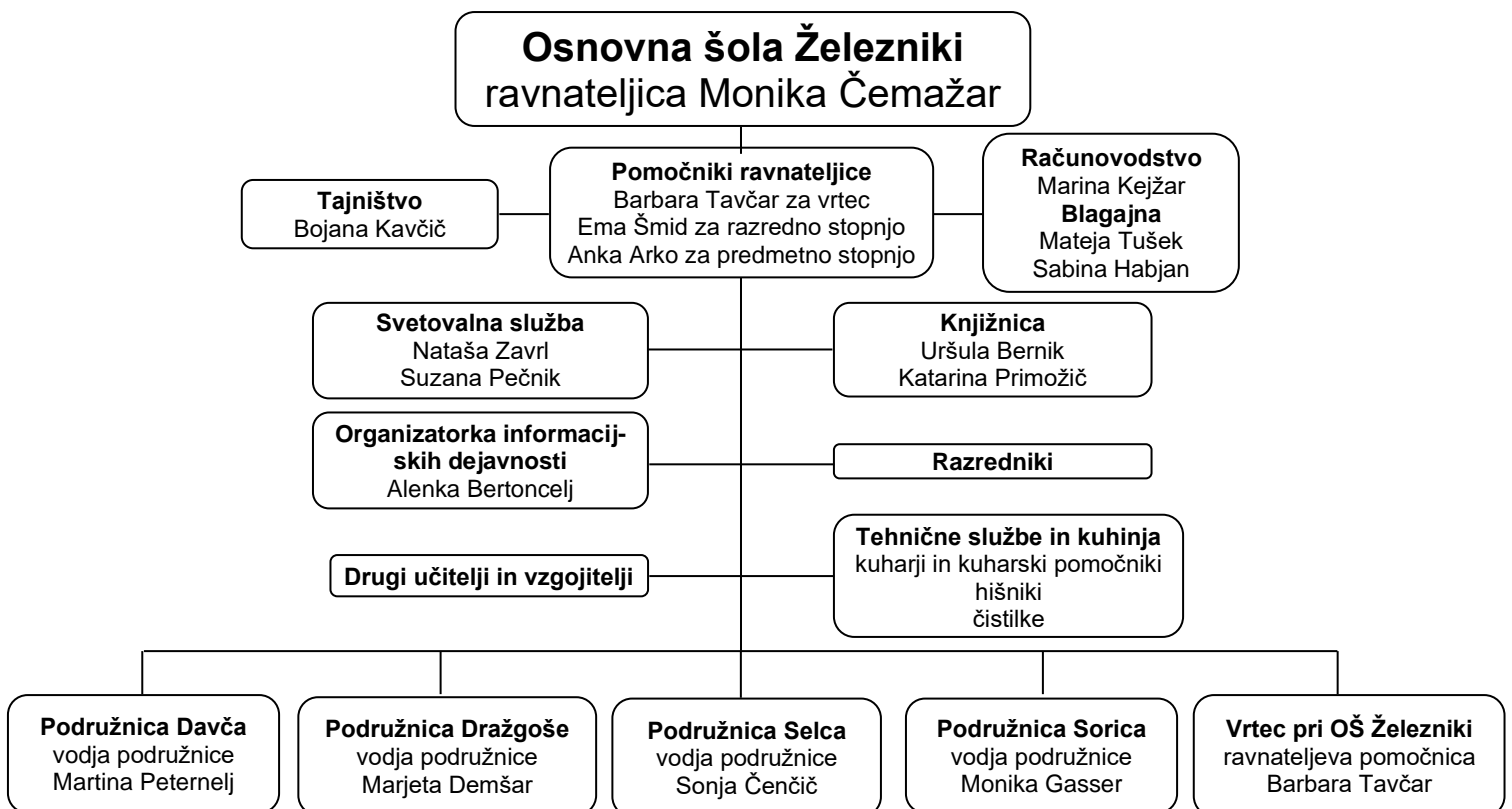 Osnovna šola Železniki
ravnateljica Monika Čemažar
Tajništvo
Bojana Kavčič
Pomočniki ravnateljice
Barbara Tavčar za vrtec
Ema Šmid za razredno stopnjo
Anka Arko za predmetno stopnjo
Računovodstvo
Marina Kejžar
Blagajna
Mateja Tušek
Sabina Habjan
Svetovalna služba
Nataša Zavrl
Suzana Pečnik
Knjižnica
Uršula Bernik
Katarina Primožič
Organizatorka informacij-
skih dejavnosti
Alenka Bertoncelj
Razredniki
Drugi učitelji in vzgojitelji
Tehnične službe in kuhinja
kuharji in kuharski pomočniki
hišniki
čistilke
Podružnica Davča
vodja podružnice
Martina Peternelj
Podružnica Dražgoše
vodja podružnice
Marjeta Demšar
Podružnica Selca
vodja podružnice
Sonja Čenčič
Podružnica Sorica
vodja podružnice
Monika Gasser
Vrtec pri OŠ Železniki
ravnateljeva pomočnica
Barbara Tavčar